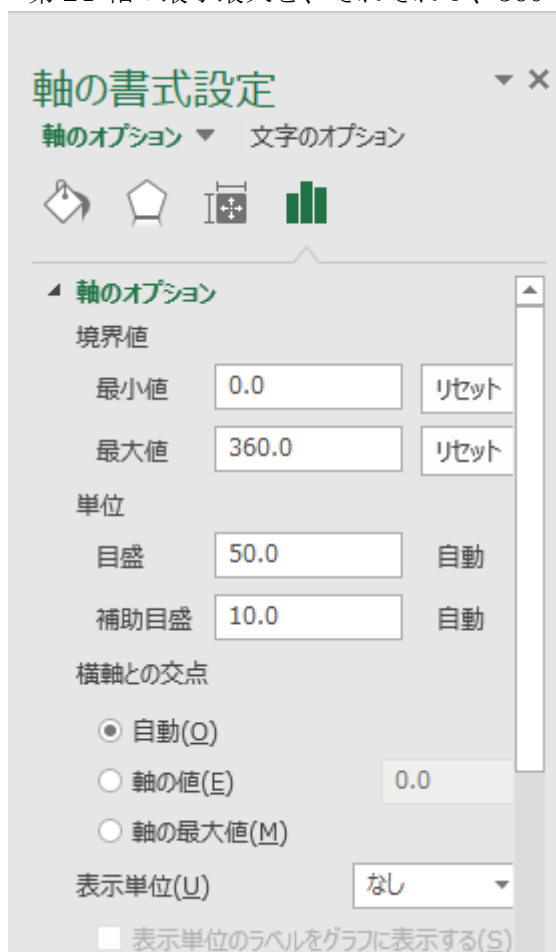 軸の書式設定
軸のオプション 文字のオプション
軸のオプション
境界値
最小値 0.0 リセット
最大値 360.0 リセット
単位
目盛 50.0 自動
補助目盛 10.0 自動
横軸との交点
自動(O)
軸の値(E) 0.0
軸の最大値(M)
表示単位(U) なし
表示単位のラベルをグラフに表示する(S)